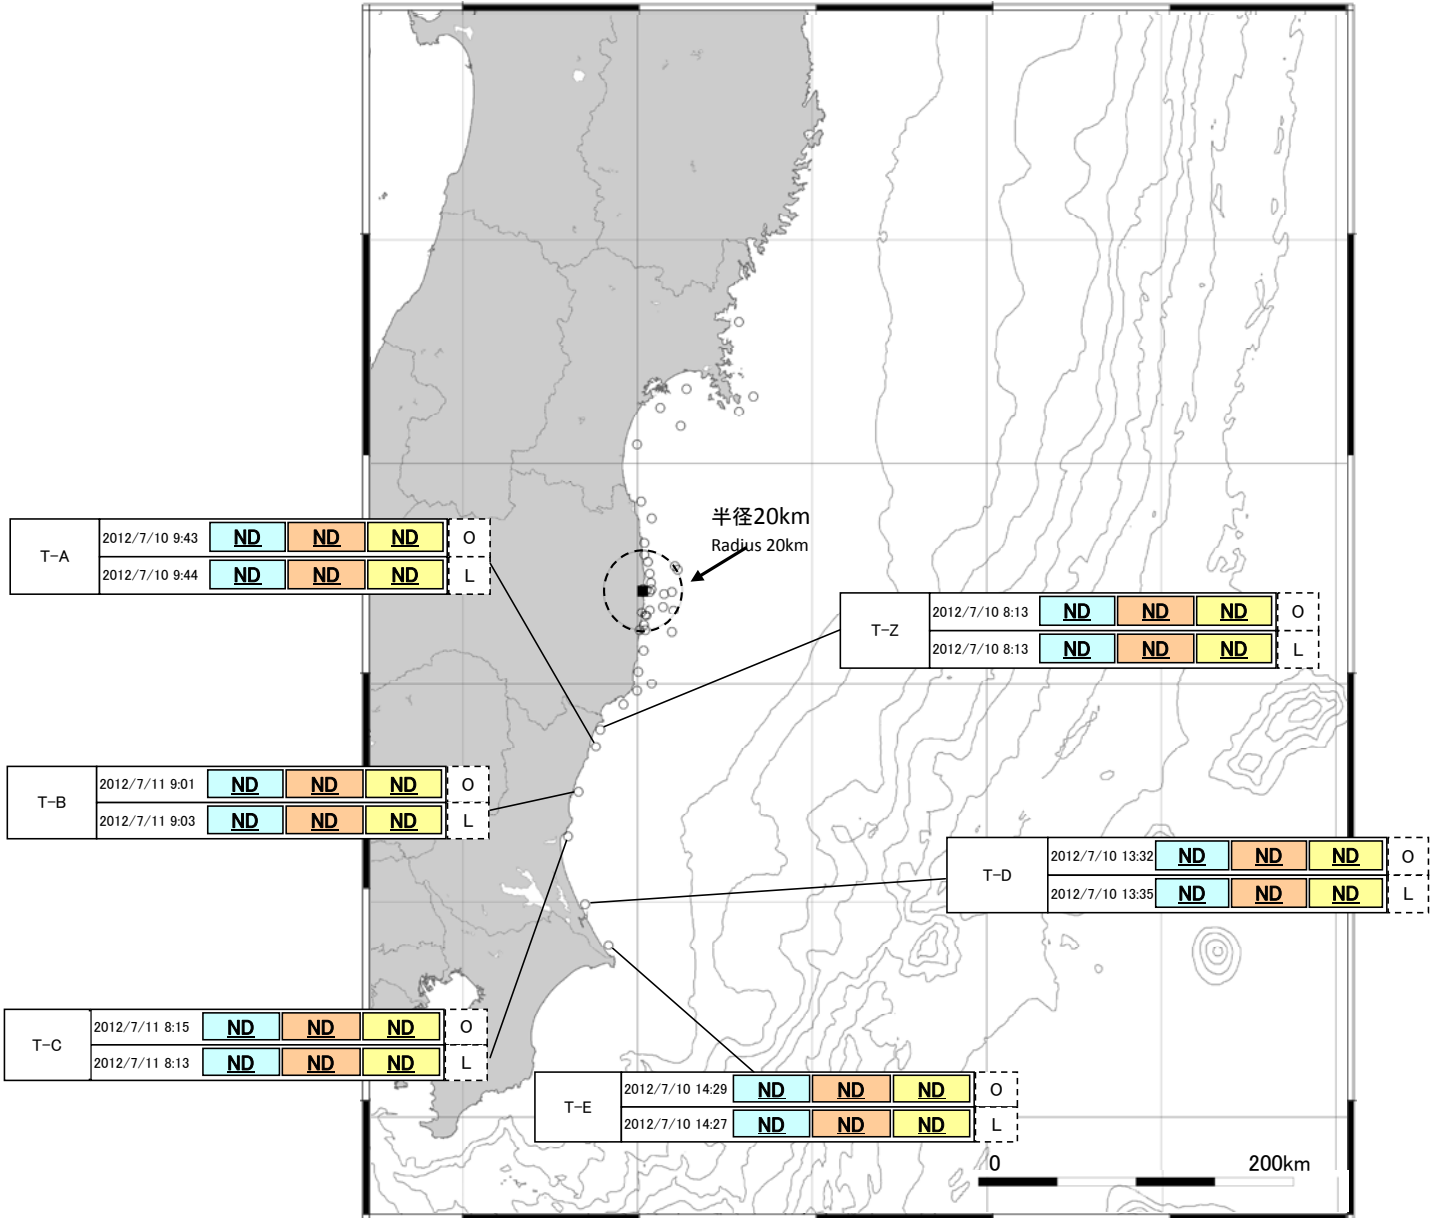 半径20km
Radius 20km
T-A
2012/7/10 9:43 ND ND ND O
2012/7/10 9:44 ND ND ND L
T-Z
2012/7/10 8:13 ND ND ND O
2012/7/10 8:13 ND ND ND L
T-B
2012/7/11 9:01 ND ND ND O
2012/7/11 9:03 ND ND ND L
T-D
2012/7/10 13:32 ND ND ND O
2012/7/10 13:35 ND ND ND L
T-C
2012/7/11 8:15 ND ND ND O
2012/7/11 8:13 ND ND ND L
T-E
2012/7/10 14:29 ND ND ND O
2012/7/10 14:27 ND ND ND L
0 200km